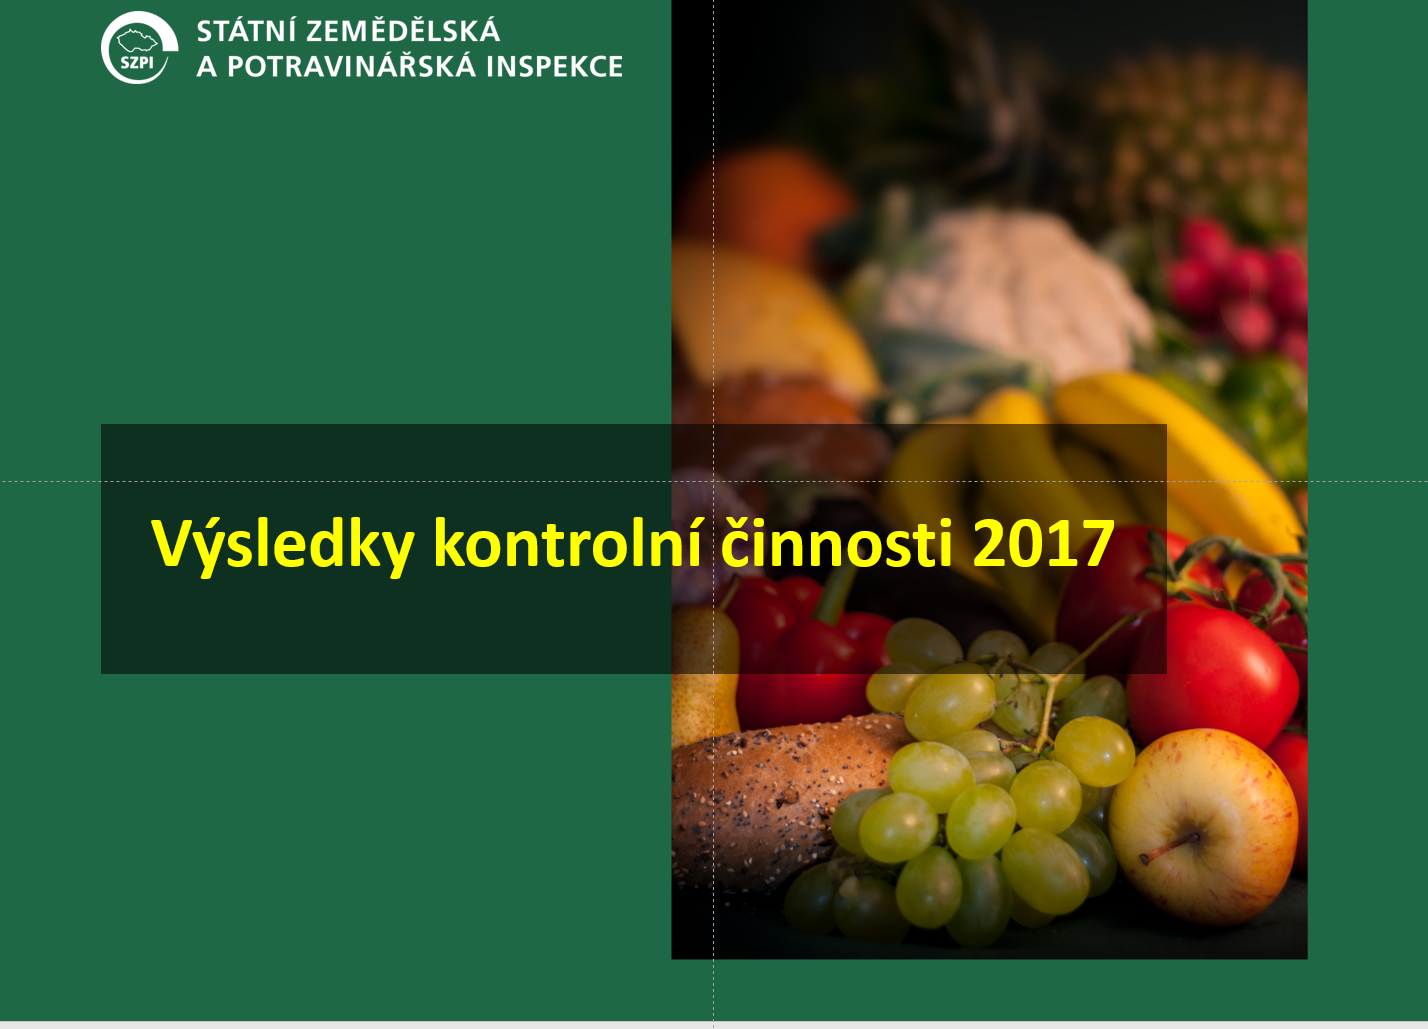 STÁTNÍ ZEMĚDĚLSKÁ
A POTRAVINÁŘSKÁ INSPEKCE
SZPI
Výsledky kontrolní činnosti 2017